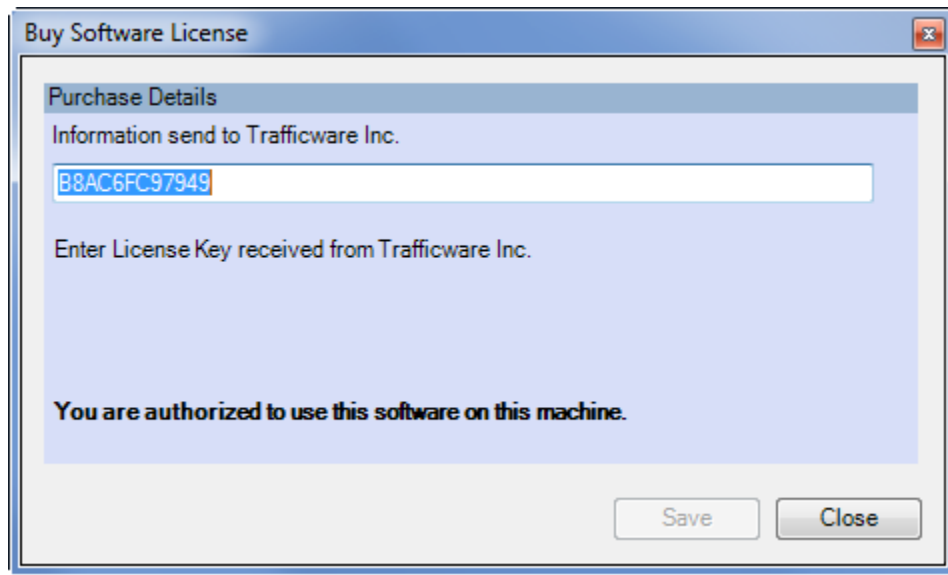 Buy Software License
Purchase Details
Information send to Trafficware Inc.
B8AC6FC97949
Enter License Key received from Trafficware Inc.
You are authorized to use this software on this machine.
Save
Close